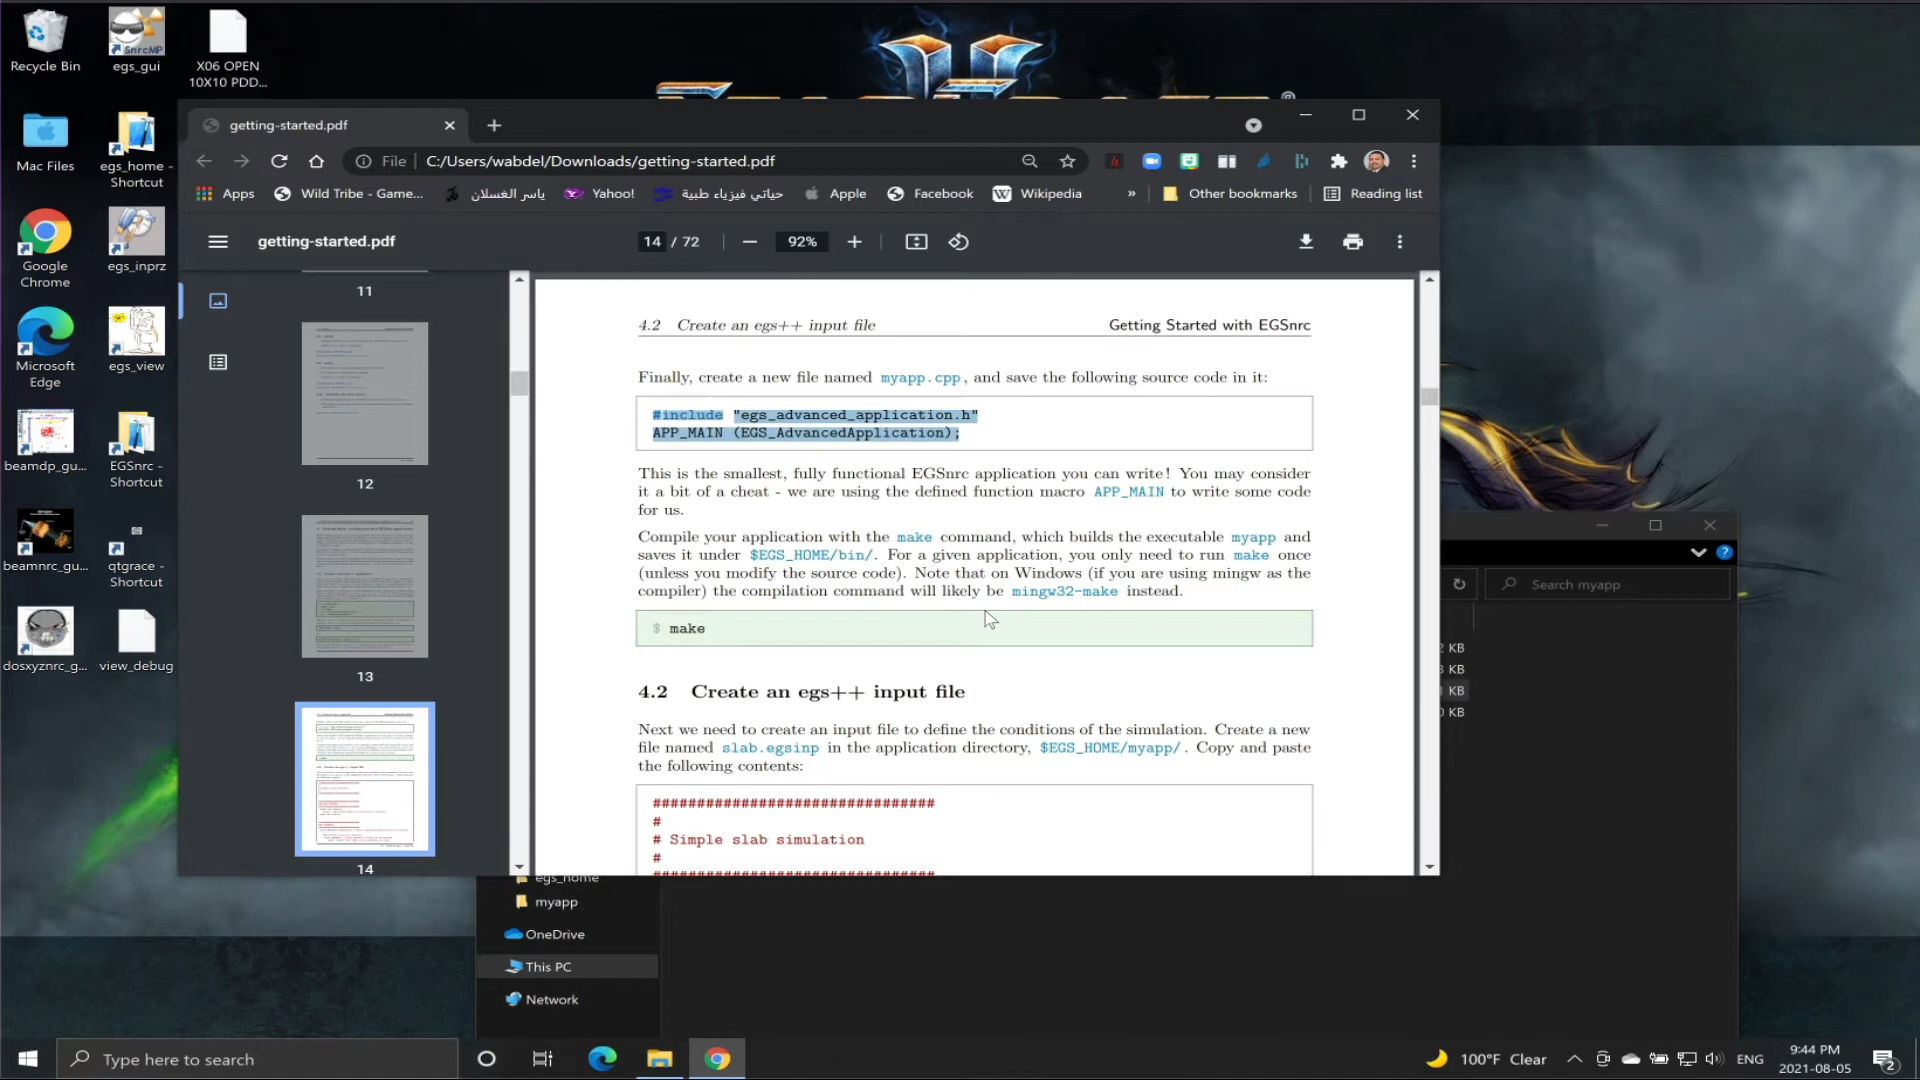 Recycle Bin
egs_gui
SnrcMP
X06 OPEN
10X10 PDD...
Mac Files
egs_home -
Shortcut
Google
Chrome
egs_inprz
Microsoft
Edge
egs_view
beamdp_gu...
EGSnrc -
Shortcut
beamnrc_gu...
qtgrace -
Shortcut
dosxyznrc_g...
view_debug
getting-started.pdf
File
C:/Users/wabdel/Downloads/getting-started.pdf
Apps
Wild Tribe - Game...
ياسر الغسلان
Yahoo!
حياتي فيزياء طبية
Apple
Facebook
Wikipedia
»
Other bookmarks
Reading list
getting-started.pdf
14 / 72
92%
11
12
13
14
4.2 Create an egs++ input file
Getting Started with EGSnrc
Finally, create a new file named myapp.cpp, and save the following source code in it:
#include "egs_advanced_application.h"
APP_MAIN (EGS_AdvancedApplication);
This is the smallest, fully functional EGSnrc application you can write! You may consider
it a bit of a cheat - we are using the defined function macro APP_MAIN to write some code
for us.
Compile your application with the make command, which builds the executable myapp and
saves it under $EGS_HOME/bin/. For a given application, you only need to run make once
(unless you modify the source code). Note that on Windows (if you are using mingw as the
compiler) the compilation command will likely be mingw32-make instead.
$ make
4.2 Create an egs++ input file
Next we need to create an input file to define the conditions of the simulation. Create a new
file named slab.egsinp in the application directory, $EGS_HOME/myapp/. Copy and paste
the following contents:
################################
#
# Simple slab simulation
#
################################
Search myapp
KB
KB
KB
KB
egs_home
myapp
OneDrive
This PC
Network
Type here to search
100°F Clear
ENG
9:44 PM
2021-08-05
2